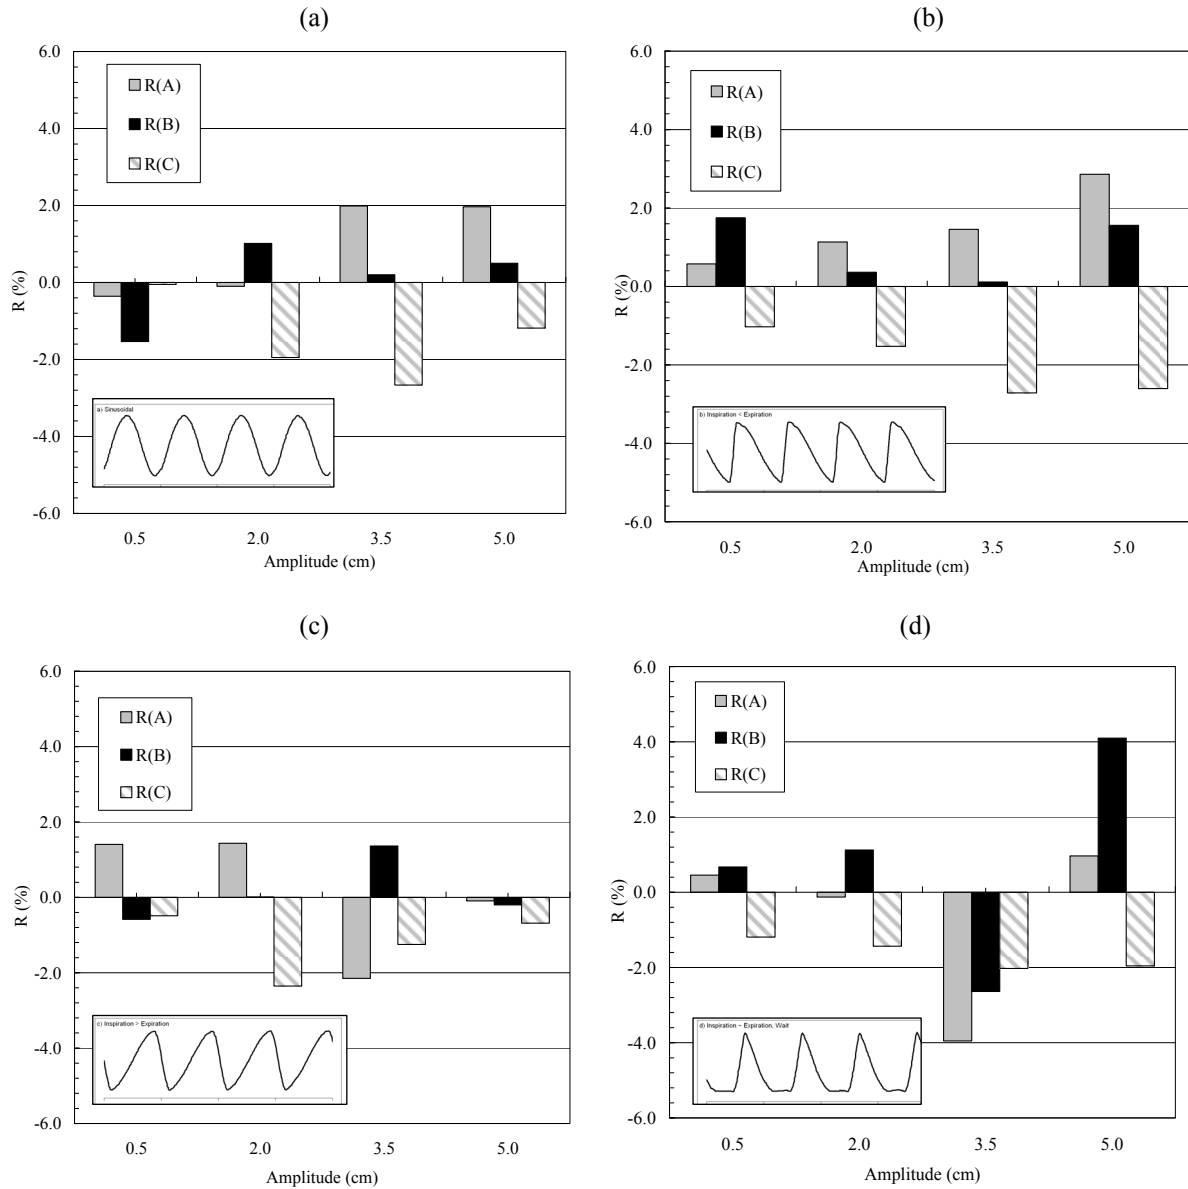 (a)
6.0
4.0
2.0
0.0
-2.0
-4.0
-6.0
R (%)
R(A)
R(B)
R(C)
a) Sinusoidal
0.5 2.0 3.5 5.0
Amplitude (cm)
(b)
6.0
4.0
2.0
0.0
-2.0
-4.0
-6.0
R (%)
R(A)
R(B)
R(C)
b) Inspiration < Expiration
0.5 2.0 3.5 5.0
Amplitude (cm)
(c)
6.0
4.0
2.0
0.0
-2.0
-4.0
-6.0
R (%)
R(A)
R(B)
R(C)
c) Inspiration > Expiration
0.5 2.0 3.5 5.0
Amplitude (cm)
(d)
6.0
4.0
2.0
0.0
-2.0
-4.0
-6.0
R (%)
R(A)
R(B)
R(C)
d) Inspiration ~ Expiration, Wait
0.5 2.0 3.5 5.0
Amplitude (cm)